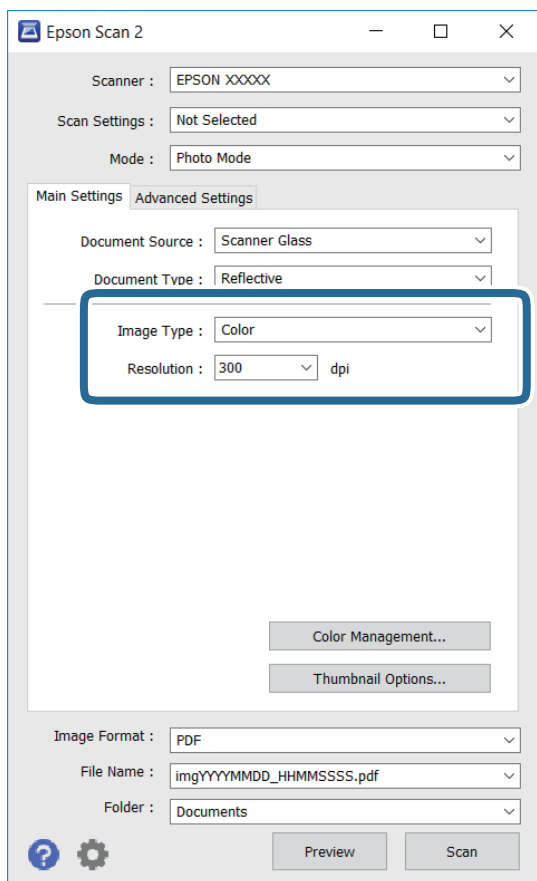 Epson Scan 2
Scanner : EPSON XXXXX
Scan Settings : Not Selected
Mode : Photo Mode
Main Settings Advanced Settings
Document Source : Scanner Glass
Document Type : Reflective
Image Type : Color
Resolution : 300 dpi
Color Management...
Thumbnail Options...
Image Format : PDF
File Name : imgYYYYMMDD_HHMMSSSS.pdf
Folder : Documents
? Preview Scan